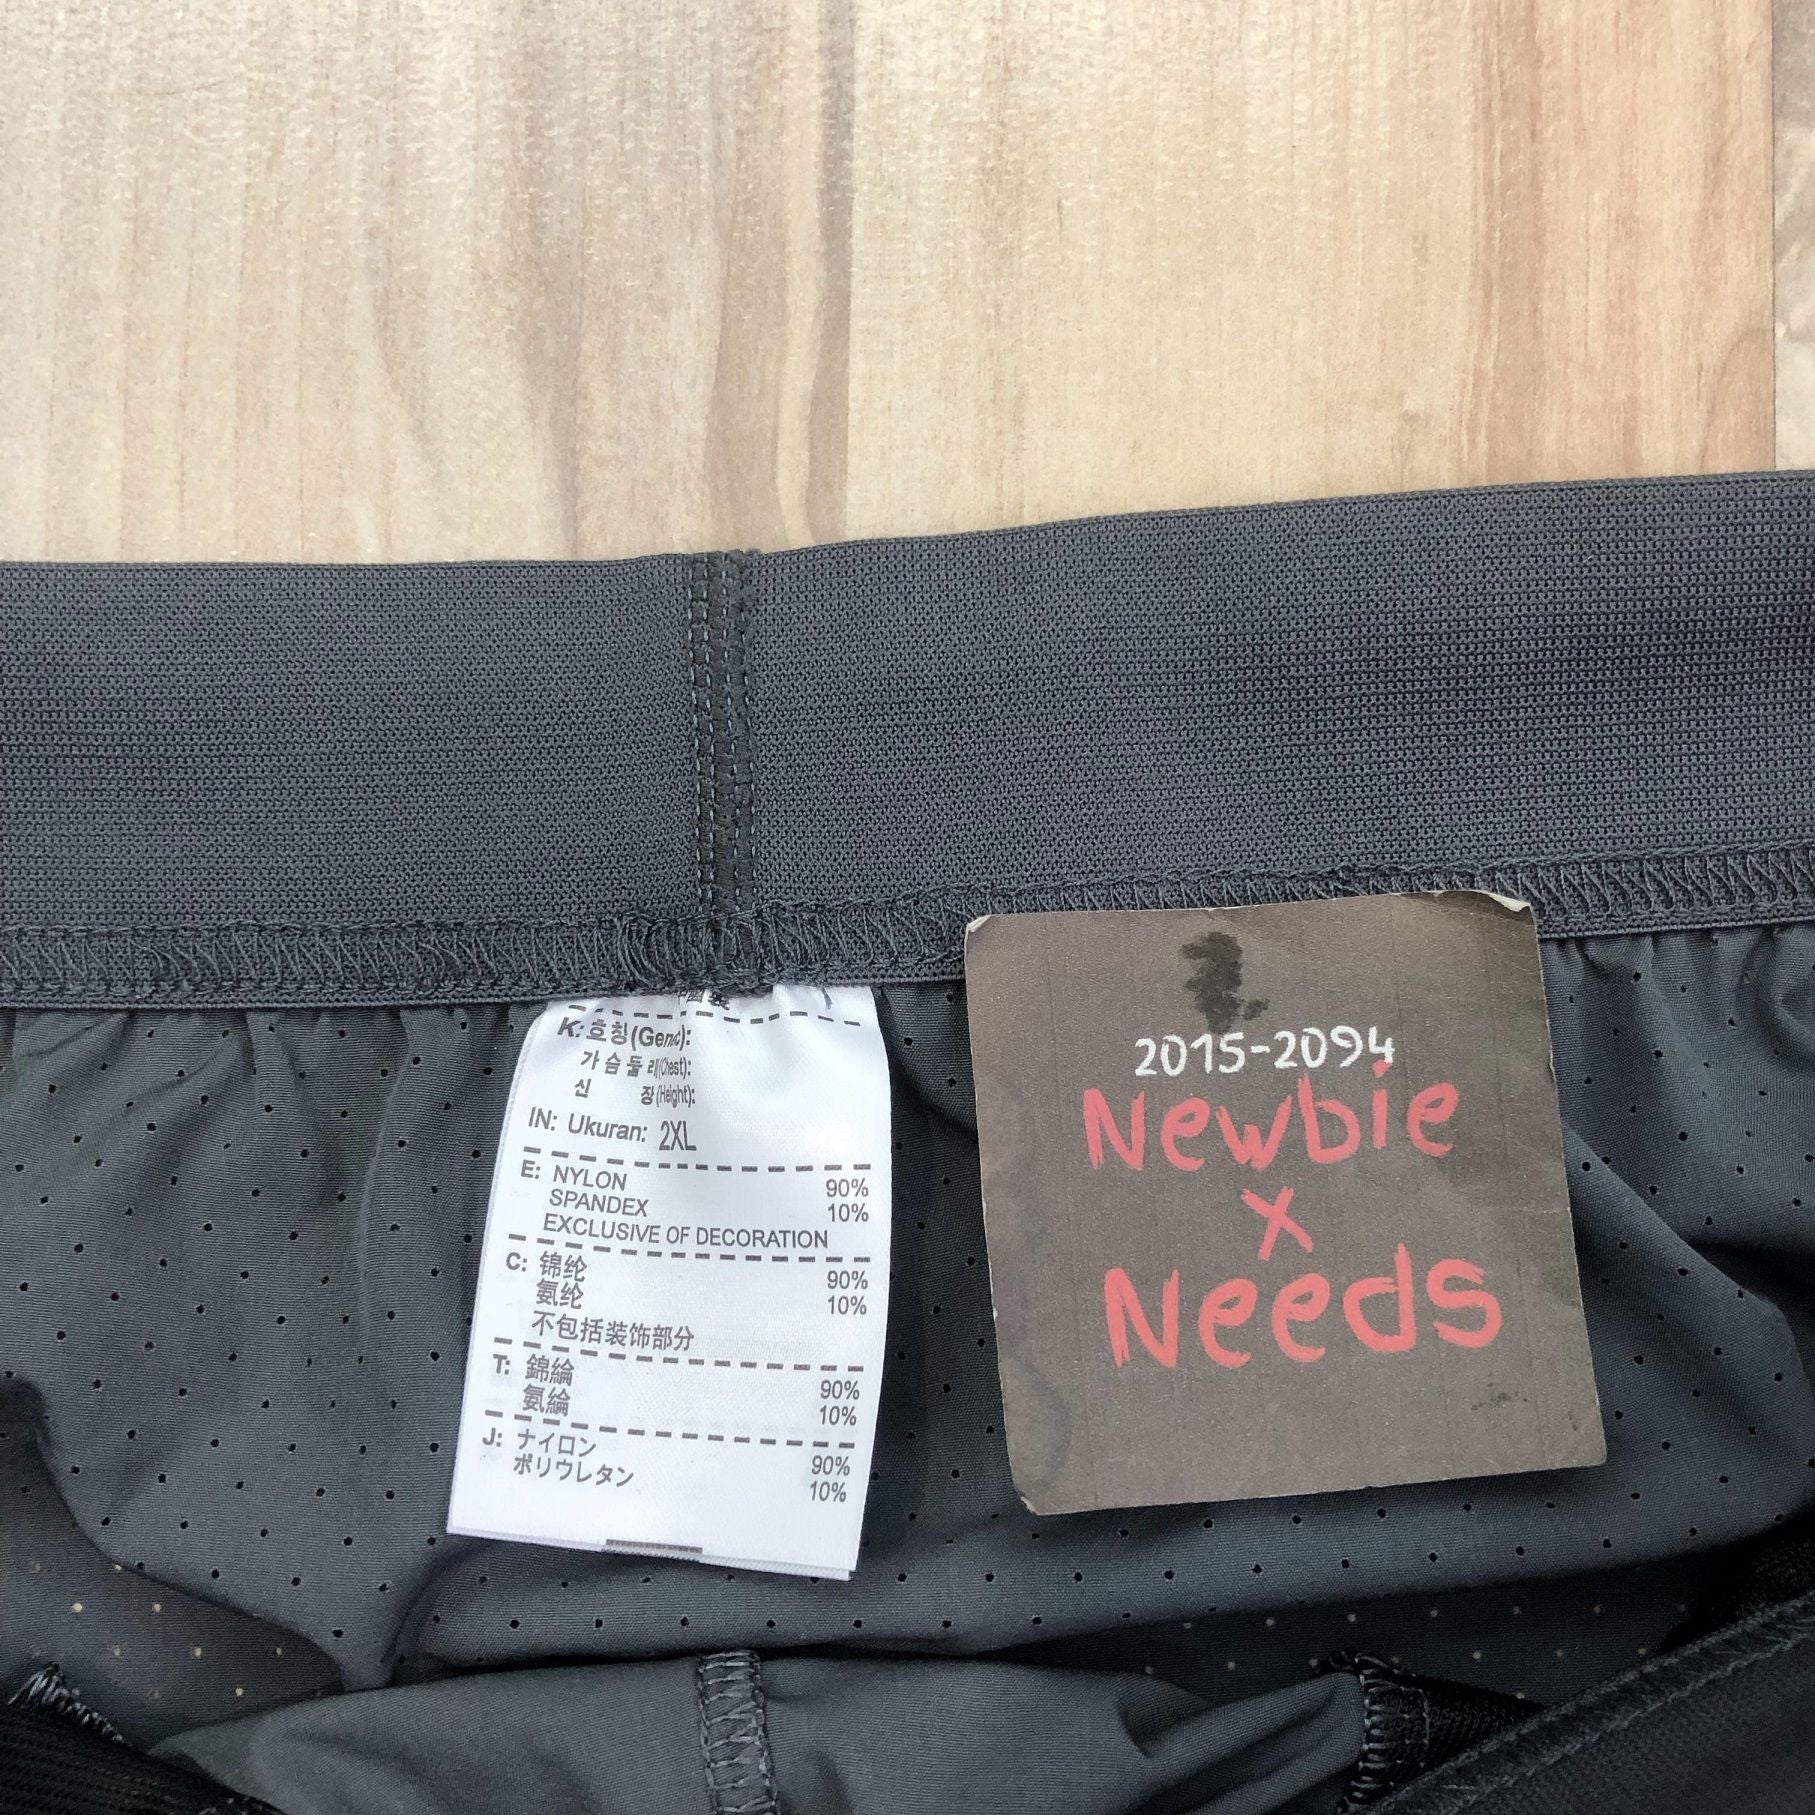 K: 호칭(Genc):
가슴둘레(Chest):
신 장(Height):
IN: Ukuran: 2XL
E: NYLON 90%
SPANDEX 10%
EXCLUSIVE OF DECORATION
C: 锦纶 90%
氨纶 10%
不包括装饰部分
T: 錦綸 90%
氨綸 10%
J: ナイロン 90%
ポリウレタン 10%
2015-2094
Newbie
x
Needs